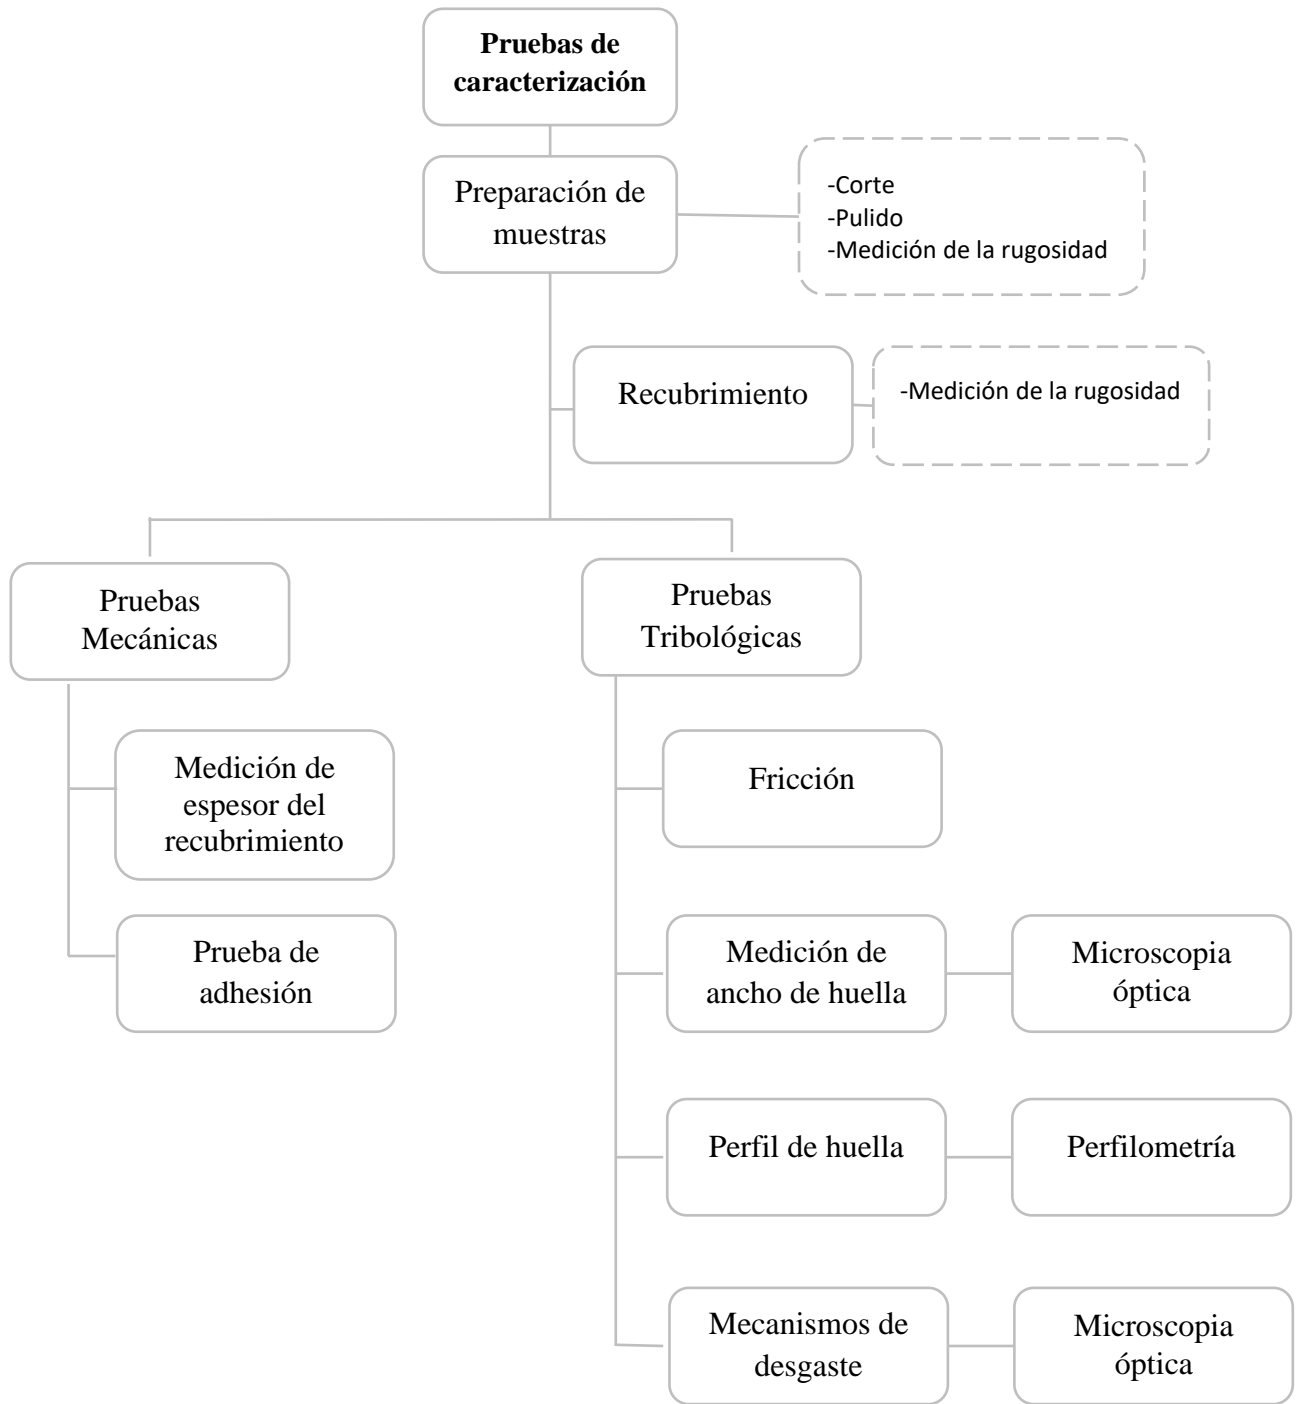 Pruebas de
caracterización
Preparación de
muestras
-Corte
-Pulido
-Medición de la rugosidad
Recubrimiento
-Medición de la rugosidad
Pruebas
Mecánicas
Pruebas
Tribológicas
Medición de
espesor del
recubrimiento
Fricción
Prueba de
adhesión
Medición de
ancho de huella
Microscopia
óptica
Perfil de huella
Perfilometría
Mecanismos de
desgaste
Microscopia
óptica